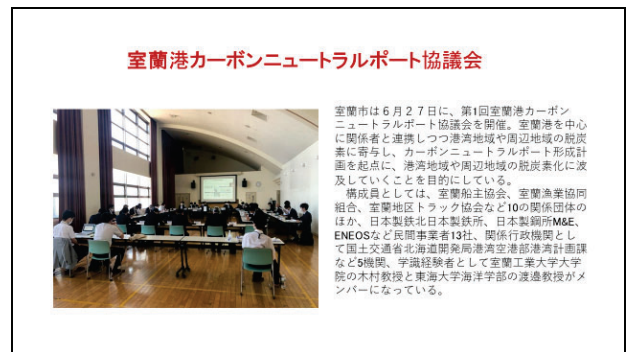 室蘭港カーボンニュートラルポート協議会
室蘭市は6月27日に、第1回室蘭港カーボン
ニュートラルポート協議会を開催。室蘭港を中心
に関係者と連携しつつ港湾地域や周辺地域の脱炭
素に寄与し、カーボンニュートラルポート形成計
画を起点に、港湾地域や周辺地域の脱炭素化に波
及していくことを目的にしている。
　構成員としては、室蘭船主協会、室蘭漁業協同
組合、室蘭地区トラック協会など10の関係団体の
ほか、日本製鉄北日本製鉄所、日本製鋼所M&E、
ENEOSなど民間事業者13社、関係行政機関とし
て国土交通省北海道開発局港湾空港部港湾計画課
など5機関、学識経験者として室蘭工業大学大学
院の木村教授と東海大学海洋学部の渡邉教授がメ
ンバーになっている。